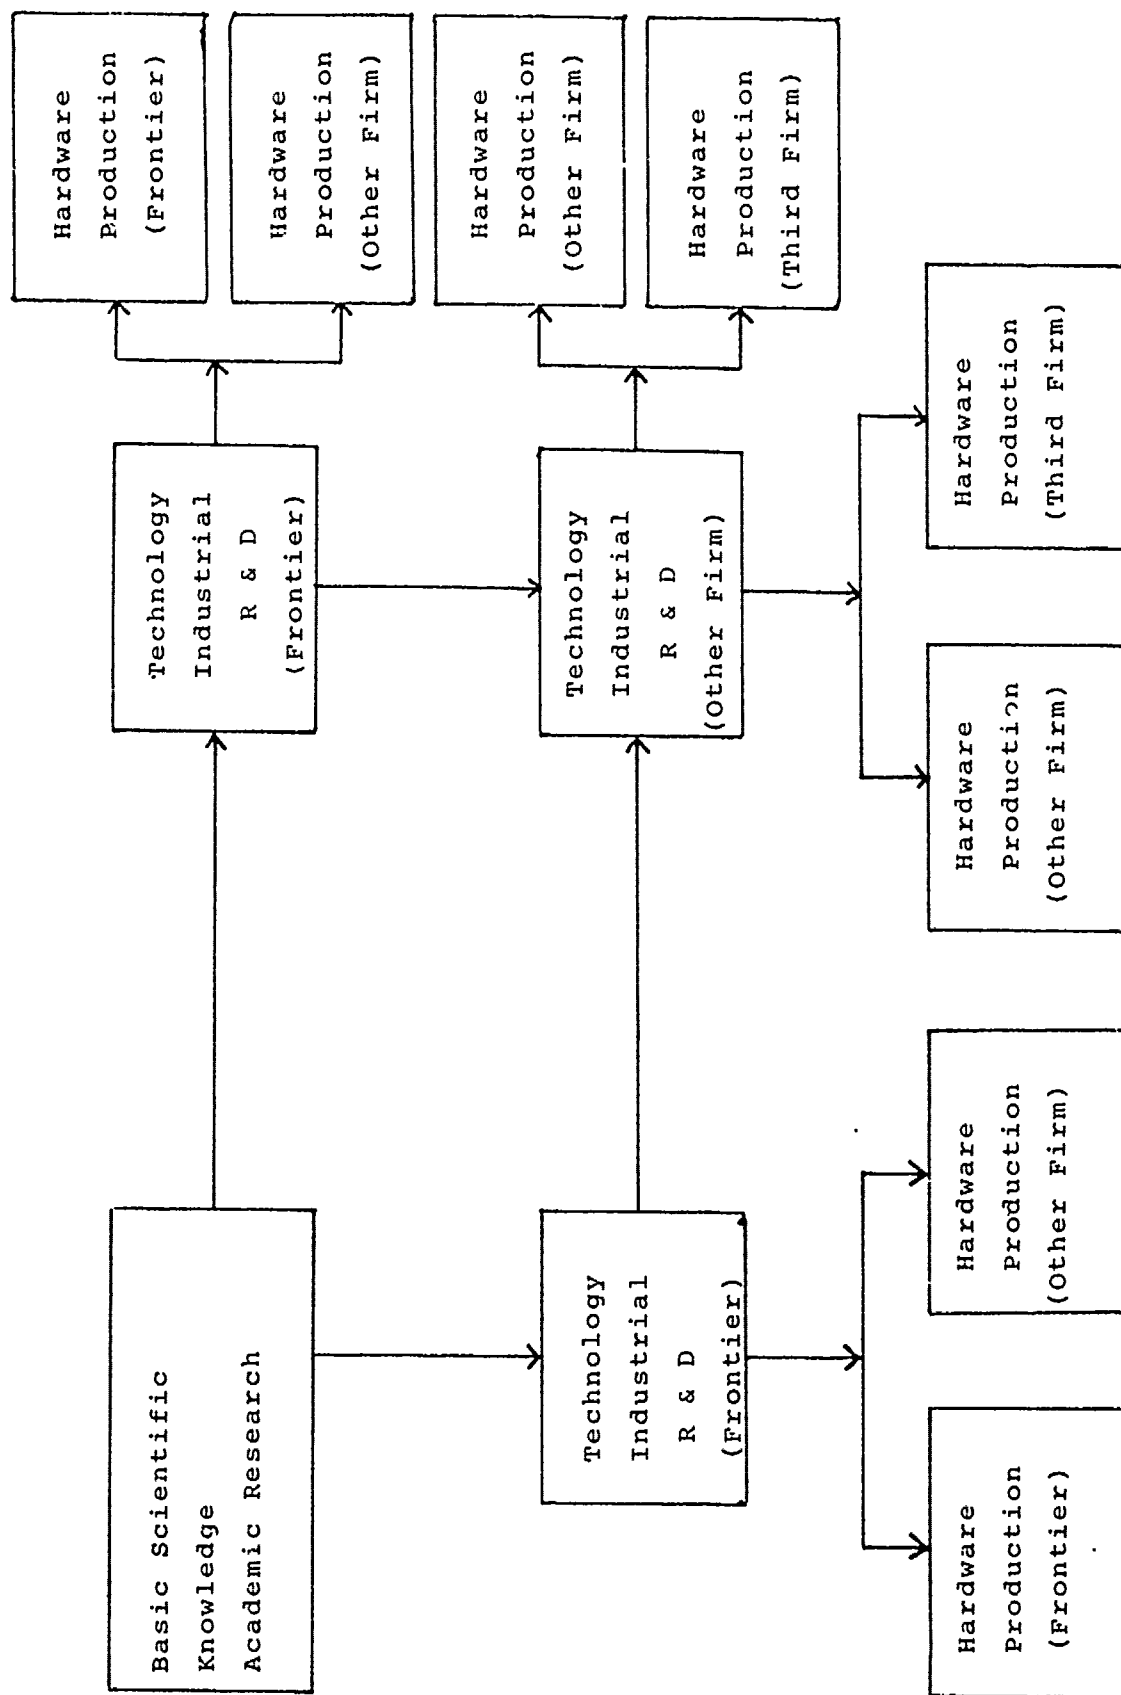 Basic Scientific
Knowledge
Academic Research
Technology
Industrial
R & D
(Frontier)
Hardware
Production
(Frontier)
Hardware
Production
(Other Firm)
Technology
Industrial
R & D
(Frontier)
Technology
Industrial
R & D
(Other Firm)
Hardware
Production
(Other Firm)
Hardware
Production
(Third Firm)
Hardware
Production
(Frontier)
Hardware
Production
(Other Firm)
Hardware
Production
(Other Firm)
Hardware
Production
(Third Firm)